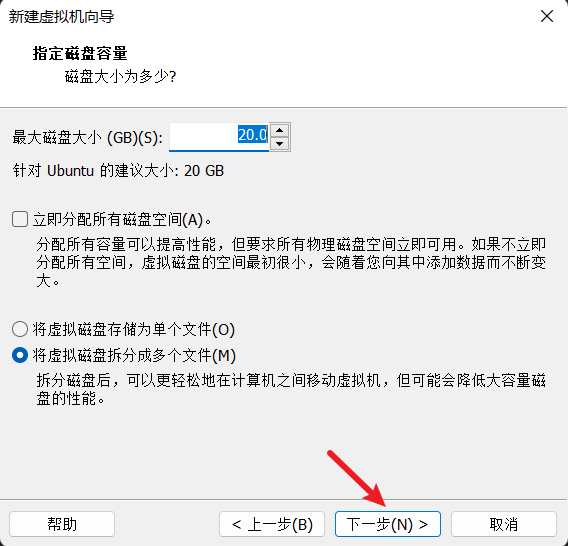 新建虚拟机向导
指定磁盘容量
磁盘大小为多少?
最大磁盘大小 (GB)(S): 20.0
针对 Ubuntu 的建议大小: 20 GB
立即分配所有磁盘空间(A)。
分配所有容量可以提高性能，但要求所有物理磁盘空间立即可用。如果不立即
分配所有空间，虚拟磁盘的空间最初很小，会随着您向其中添加数据而不断变
大。
将虚拟磁盘存储为单个文件(O)
将虚拟磁盘拆分成多个文件(M)
拆分磁盘后，可以更轻松地在计算机之间移动虚拟机，但可能会降低大容量磁
盘的性能。
帮助 < 上一步(B) 下一步(N) > 取消